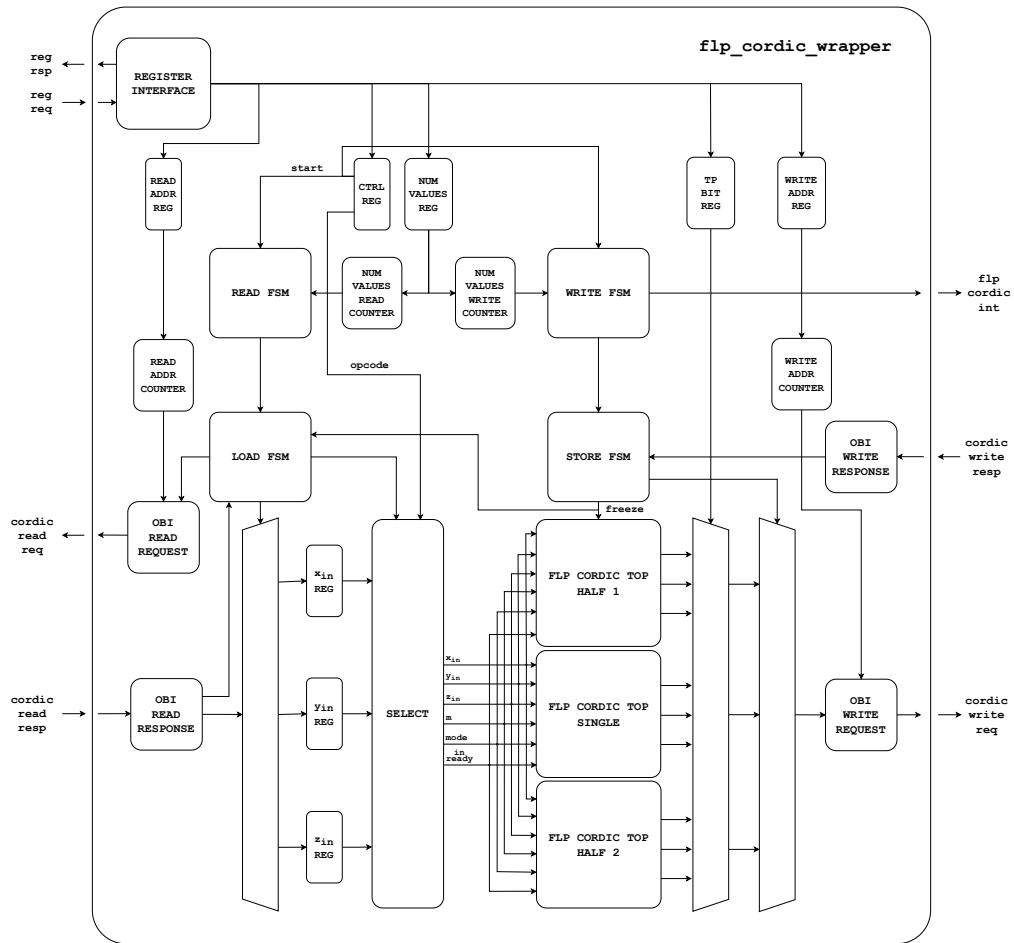 flp_cordic_wrapper
reg
rsp
reg
req
REGISTER
INTERFACE
start
READ
ADDR
REG
CTRL
REG
NUM
VALUES
REG
TP
BIT
REG
WRITE
ADDR
REG
READ FSM
NUM
VALUES
READ
COUNTER
NUM
VALUES
WRITE
COUNTER
WRITE FSM
flp
cordic
int
READ
ADDR
COUNTER
opcode
WRITE
ADDR
COUNTER
LOAD FSM
STORE FSM
OBI
WRITE
RESPONSE
cordic
write
resp
cordic
read
req
OBI
READ
REQUEST
freeze
xin
REG
FLP CORDIC TOP
HALF 1
cordic
read
resp
OBI
READ
RESPONSE
yin
REG
SELECT
xin
yin
zin
m
mode
in
ready
FLP CORDIC TOP
SINGLE
OBI
WRITE
REQUEST
cordic
write
req
zin
REG
FLP CORDIC TOP
HALF 2